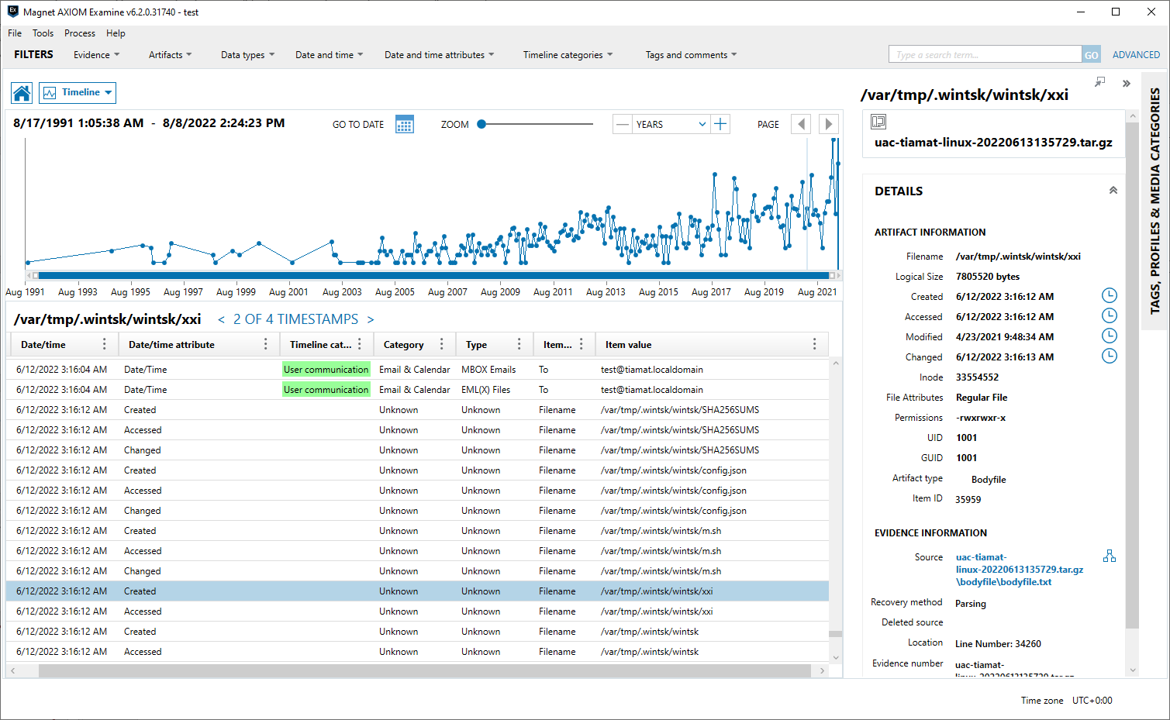 Magnet AXIOM Examine v6.2.0.31740 - test
File Tools Process Help
FILTERS Evidence Artifacts Data types Date and time Date and time attributes Timeline categories Tags and comments Type a search term... GO ADVANCED
Timeline
8/17/1991 1:05:38 AM - 8/8/2022 2:24:23 PM GO TO DATE ZOOM YEARS PAGE
Aug 1991 Aug 1993 Aug 1995 Aug 1997 Aug 1999 Aug 2001 Aug 2003 Aug 2005 Aug 2007 Aug 2009 Aug 2011 Aug 2013 Aug 2015 Aug 2017 Aug 2019 Aug 2021
/var/tmp/.wintsk/wintsk/xxi < 2 OF 4 TIMESTAMPS >
Date/time Date/time attribute Timeline cat... Category Type Item... Item value
6/12/2022 3:16:04 AM Date/Time User communication Email & Calendar MBOX Emails To test@tiamat.localdomain
6/12/2022 3:16:04 AM Date/Time User communication Email & Calendar EML(X) Files To test@tiamat.localdomain
6/12/2022 3:16:12 AM Created Unknown Unknown Filename /var/tmp/.wintsk/wintsk/SHA256SUMS
6/12/2022 3:16:12 AM Accessed Unknown Unknown Filename /var/tmp/.wintsk/wintsk/SHA256SUMS
6/12/2022 3:16:12 AM Changed Unknown Unknown Filename /var/tmp/.wintsk/wintsk/SHA256SUMS
6/12/2022 3:16:12 AM Created Unknown Unknown Filename /var/tmp/.wintsk/wintsk/config.json
6/12/2022 3:16:12 AM Accessed Unknown Unknown Filename /var/tmp/.wintsk/wintsk/config.json
6/12/2022 3:16:12 AM Changed Unknown Unknown Filename /var/tmp/.wintsk/wintsk/config.json
6/12/2022 3:16:12 AM Created Unknown Unknown Filename /var/tmp/.wintsk/wintsk/m.sh
6/12/2022 3:16:12 AM Accessed Unknown Unknown Filename /var/tmp/.wintsk/wintsk/m.sh
6/12/2022 3:16:12 AM Changed Unknown Unknown Filename /var/tmp/.wintsk/wintsk/m.sh
6/12/2022 3:16:12 AM Created Unknown Unknown Filename /var/tmp/.wintsk/wintsk/xxi
6/12/2022 3:16:12 AM Accessed Unknown Unknown Filename /var/tmp/.wintsk/wintsk/xxi
6/12/2022 3:16:12 AM Created Unknown Unknown Filename /var/tmp/.wintsk/wintsk
6/12/2022 3:16:12 AM Accessed Unknown Unknown Filename /var/tmp/.wintsk/wintsk
/var/tmp/.wintsk/wintsk/xxi
uac-tiamat-linux-20220613135729.tar.gz
DETAILS
ARTIFACT INFORMATION
Filename /var/tmp/.wintsk/wintsk/xxi
Logical Size 7805520 bytes
Created 6/12/2022 3:16:12 AM
Accessed 6/12/2022 3:16:12 AM
Modified 4/23/2021 9:48:34 AM
Changed 6/12/2022 3:16:13 AM
Inode 33554552
File Attributes Regular File
Permissions -rwxrwxr-x
UID 1001
GUID 1001
Artifact type Bodyfile
Item ID 35959
EVIDENCE INFORMATION
Source uac-tiamat-
linux-20220613135729.tar.gz
\bodyfile\bodyfile.txt
Recovery method Parsing
Deleted source
Location Line Number: 34260
Evidence number uac-tiamat-
linux-20220613135729.tar.gz
TAGS, PROFILES & MEDIA CATEGORIES
Time zone UTC+0:00